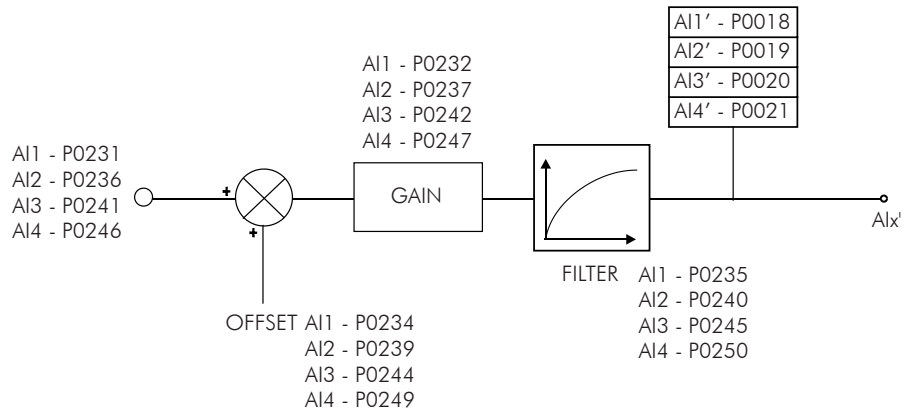 AI1' - P0018
AI2' - P0019
AI3' - P0020
AI4' - P0021
AI1 - P0232
AI2 - P0237
AI3 - P0242
AI4 - P0247
AI1 - P0231
AI2 - P0236
AI3 - P0241
AI4 - P0246
+
+
GAIN
AIx'
FILTER
AI1 - P0235
AI2 - P0240
AI3 - P0245
AI4 - P0250
OFFSET
AI1 - P0234
AI2 - P0239
AI3 - P0244
AI4 - P0249